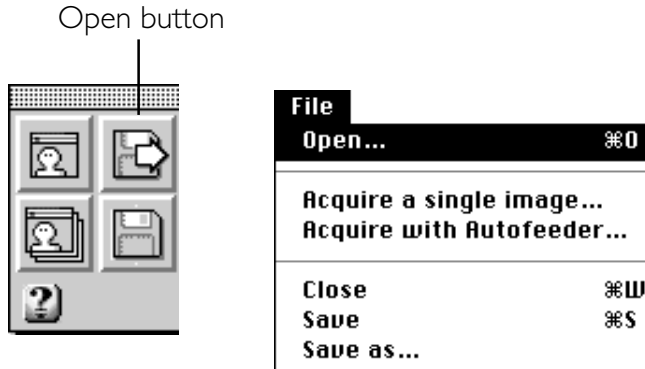 Open button
File
Open... ⌘O
Acquire a single image...
Acquire with Autofeeder...
Close ⌘W
Save ⌘S
Save as...
?